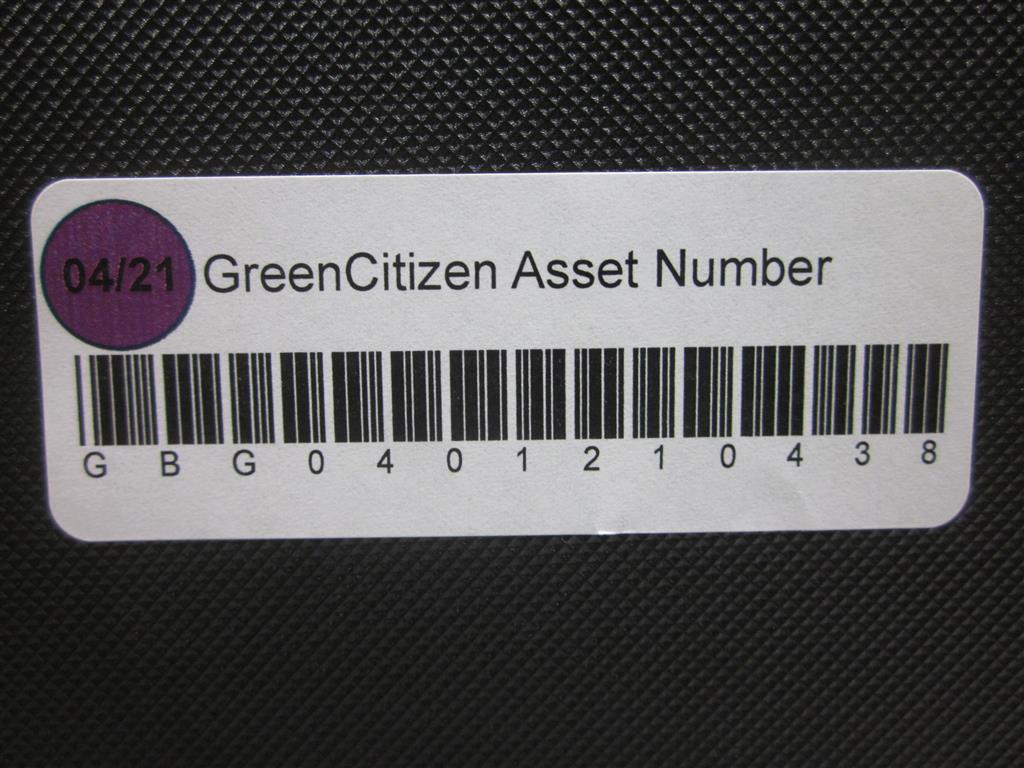 04/21 GreenCitizen Asset Number
G B G 0 4 0 1 2 1 0 4 3 8